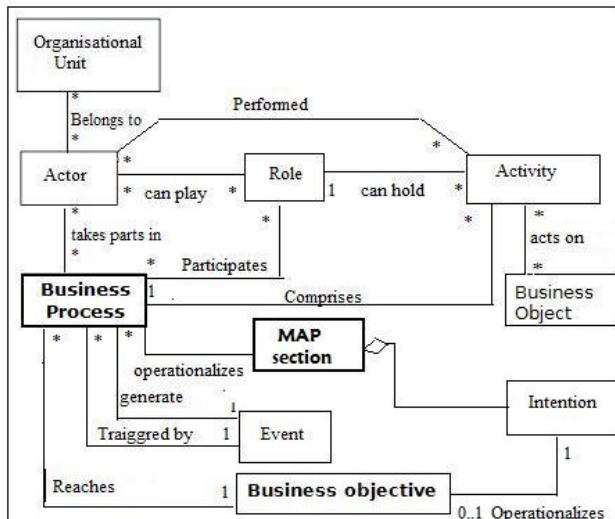 Organisational
Unit
*
Belongs to
*
Performed
Actor
*
*
can play
*
Role
1
can hold
*
*
Activity
*
takes parts in
*
*
*
Participates
*
*
acts on
*
Business
Process
1
Comprises
Business
Object
*
*
*
*
operationalizes
MAP
section
generate
1
Traiggred by
1
Event
Intention
1
Reaches
1
Business objective
0..1 Operationalizes